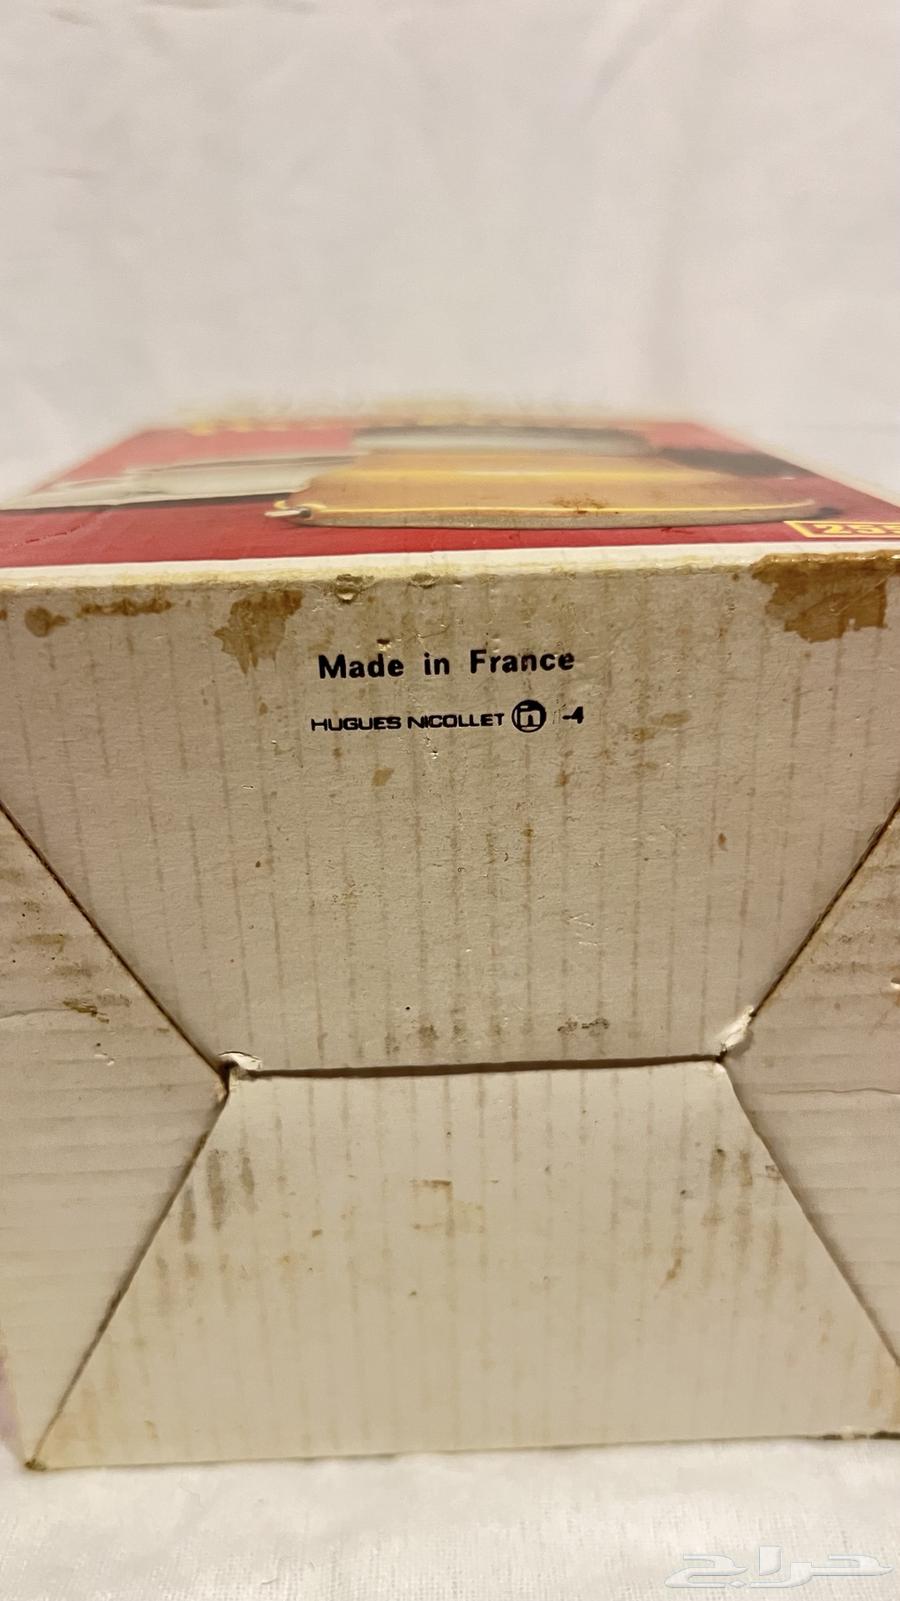 Made in France
HUGUES NICOLLET n -4
حراج